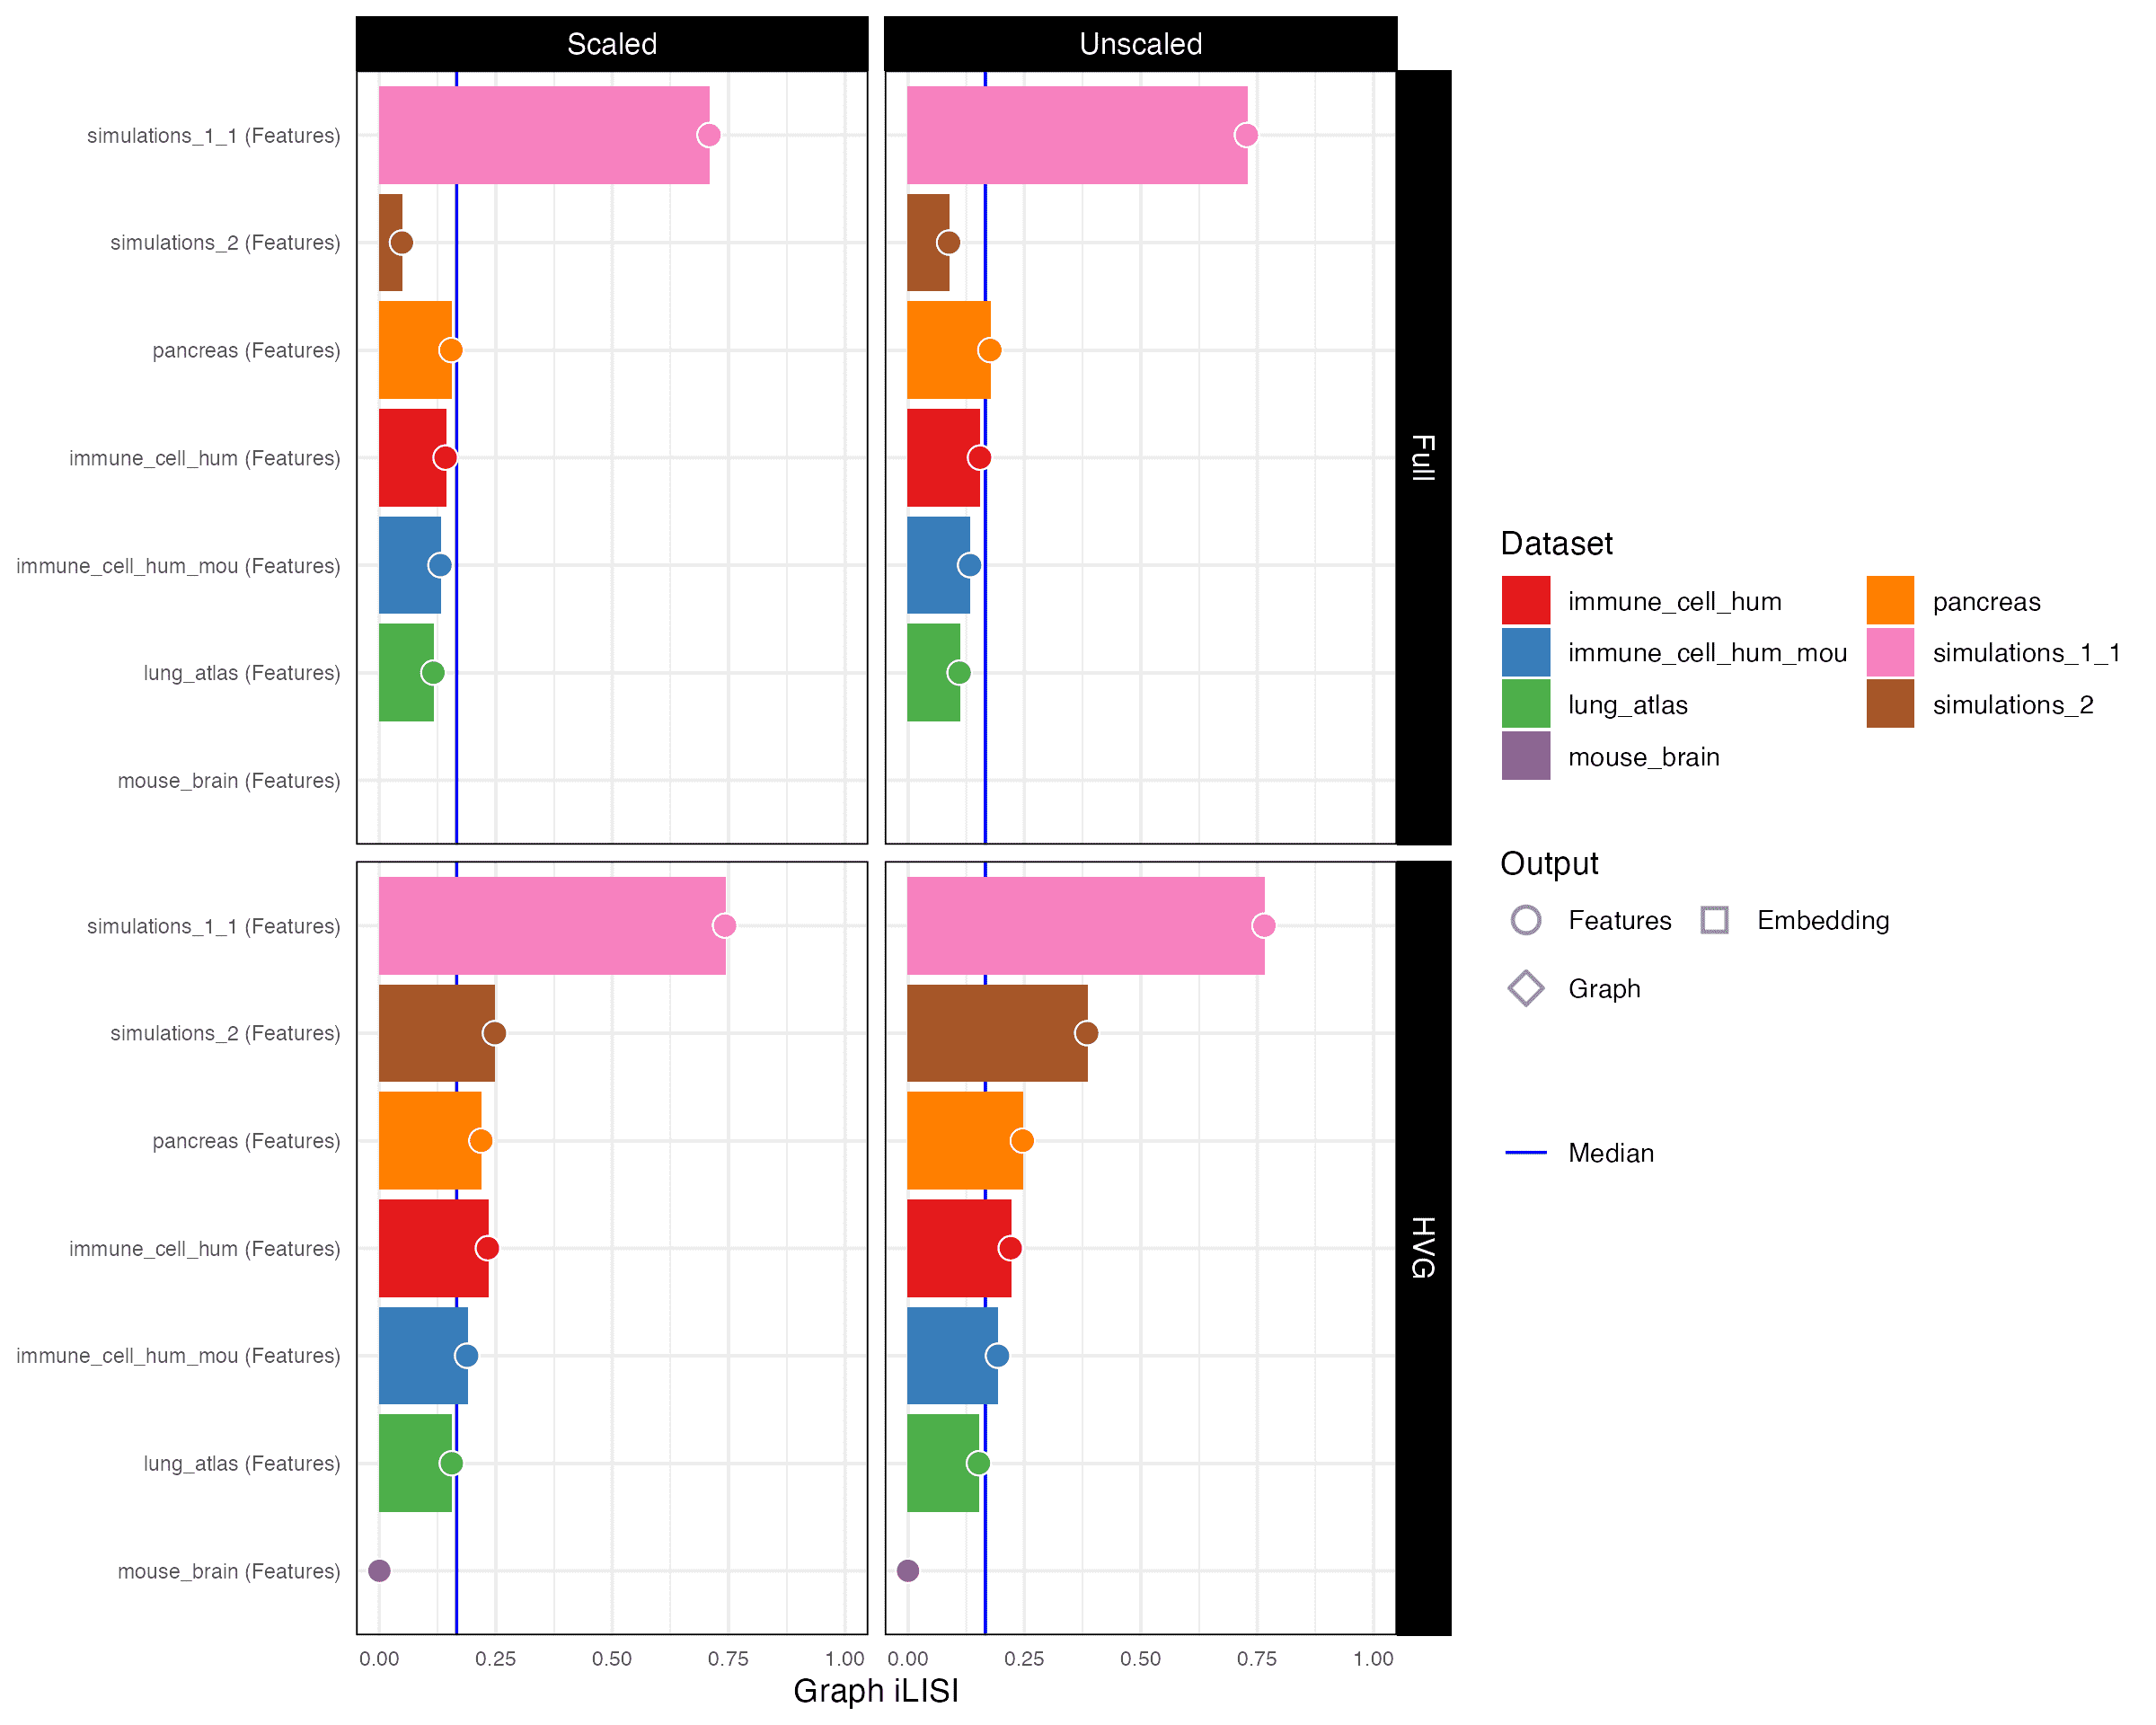 Scaled
Unscaled
simulations_1_1 (Features)
simulations_2 (Features)
pancreas (Features)
immune_cell_hum (Features)
immune_cell_hum_mou (Features)
lung_atlas (Features)
mouse_brain (Features)
Full
simulations_1_1 (Features)
simulations_2 (Features)
pancreas (Features)
immune_cell_hum (Features)
immune_cell_hum_mou (Features)
lung_atlas (Features)
mouse_brain (Features)
HVG
0.00 0.25 0.50 0.75 1.00
0.00 0.25 0.50 0.75 1.00
Graph iLISI
Dataset
immune_cell_hum
immune_cell_hum_mou
lung_atlas
mouse_brain
pancreas
simulations_1_1
simulations_2
Output
Features Embedding
Graph
Median